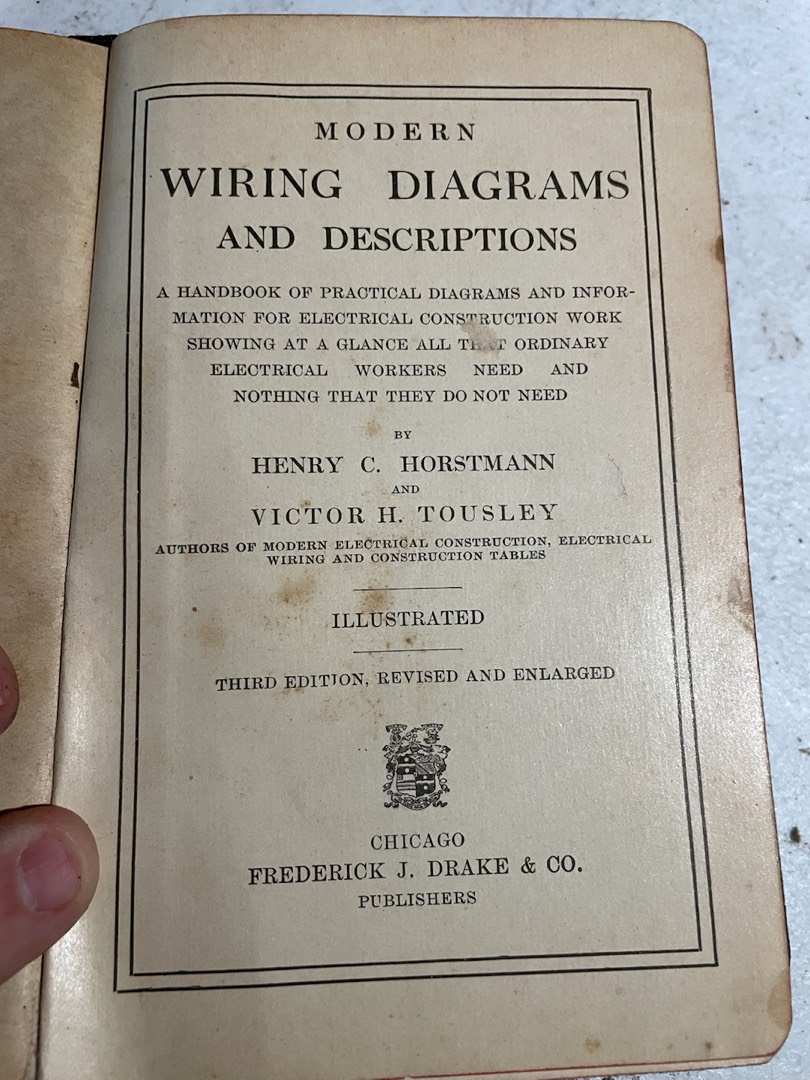 MODERN
WIRING DIAGRAMS
AND DESCRIPTIONS
A HANDBOOK OF PRACTICAL DIAGRAMS AND INFOR-
MATION FOR ELECTRICAL CONSTRUCTION WORK
SHOWING AT A GLANCE ALL THAT ORDINARY
ELECTRICAL WORKERS NEED AND
NOTHING THAT THEY DO NOT NEED
BY
HENRY C. HORSTMANN
AND
VICTOR H. TOUSLEY
AUTHORS OF MODERN ELECTRICAL CONSTRUCTION, ELECTRICAL
WIRING AND CONSTRUCTION TABLES
ILLUSTRATED
THIRD EDITION, REVISED AND ENLARGED
CHICAGO
FREDERICK J. DRAKE & CO.
PUBLISHERS